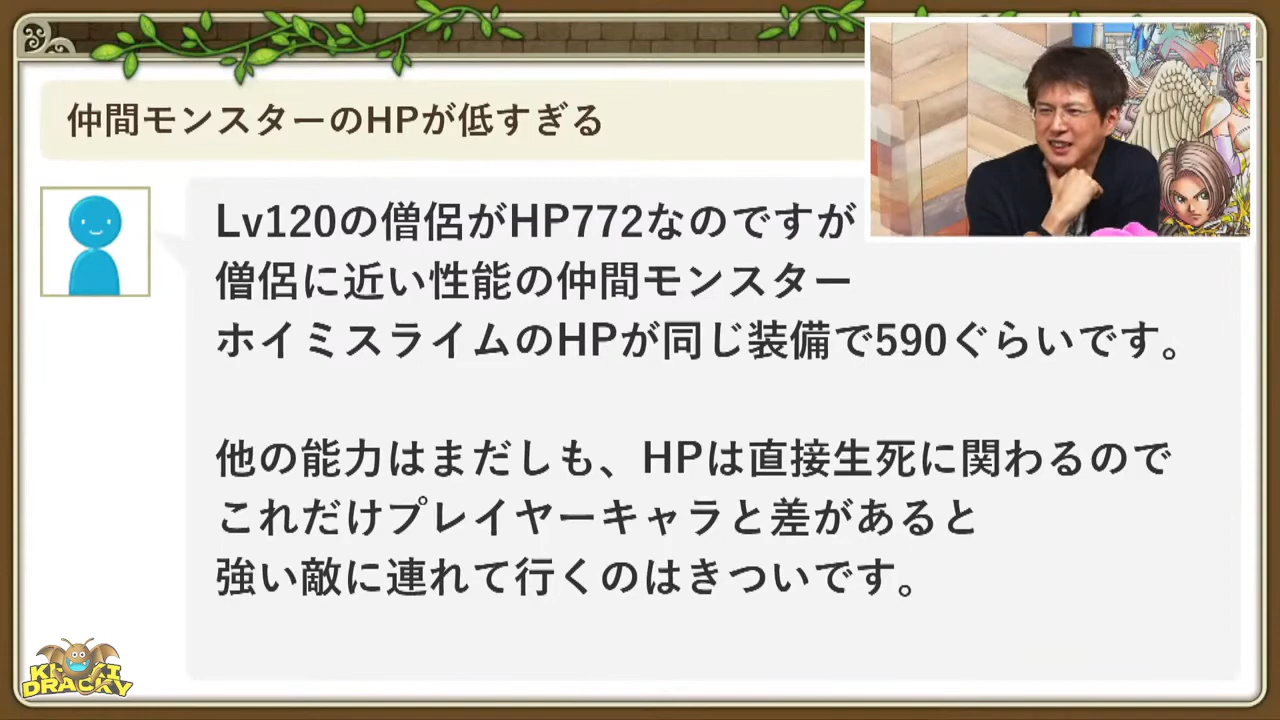 仲間モンスターのHPが低すぎる
Lv120の僧侶がHP772なのですが
僧侶に近い性能の仲間モンスター
ホイミスライムのHPが同じ装備で590ぐらいです。
他の能力はまだしも、HPは直接生死に関わるので
これだけプレイヤーキャラと差があると
強い敵に連れて行くのはきついです。
DRACKY